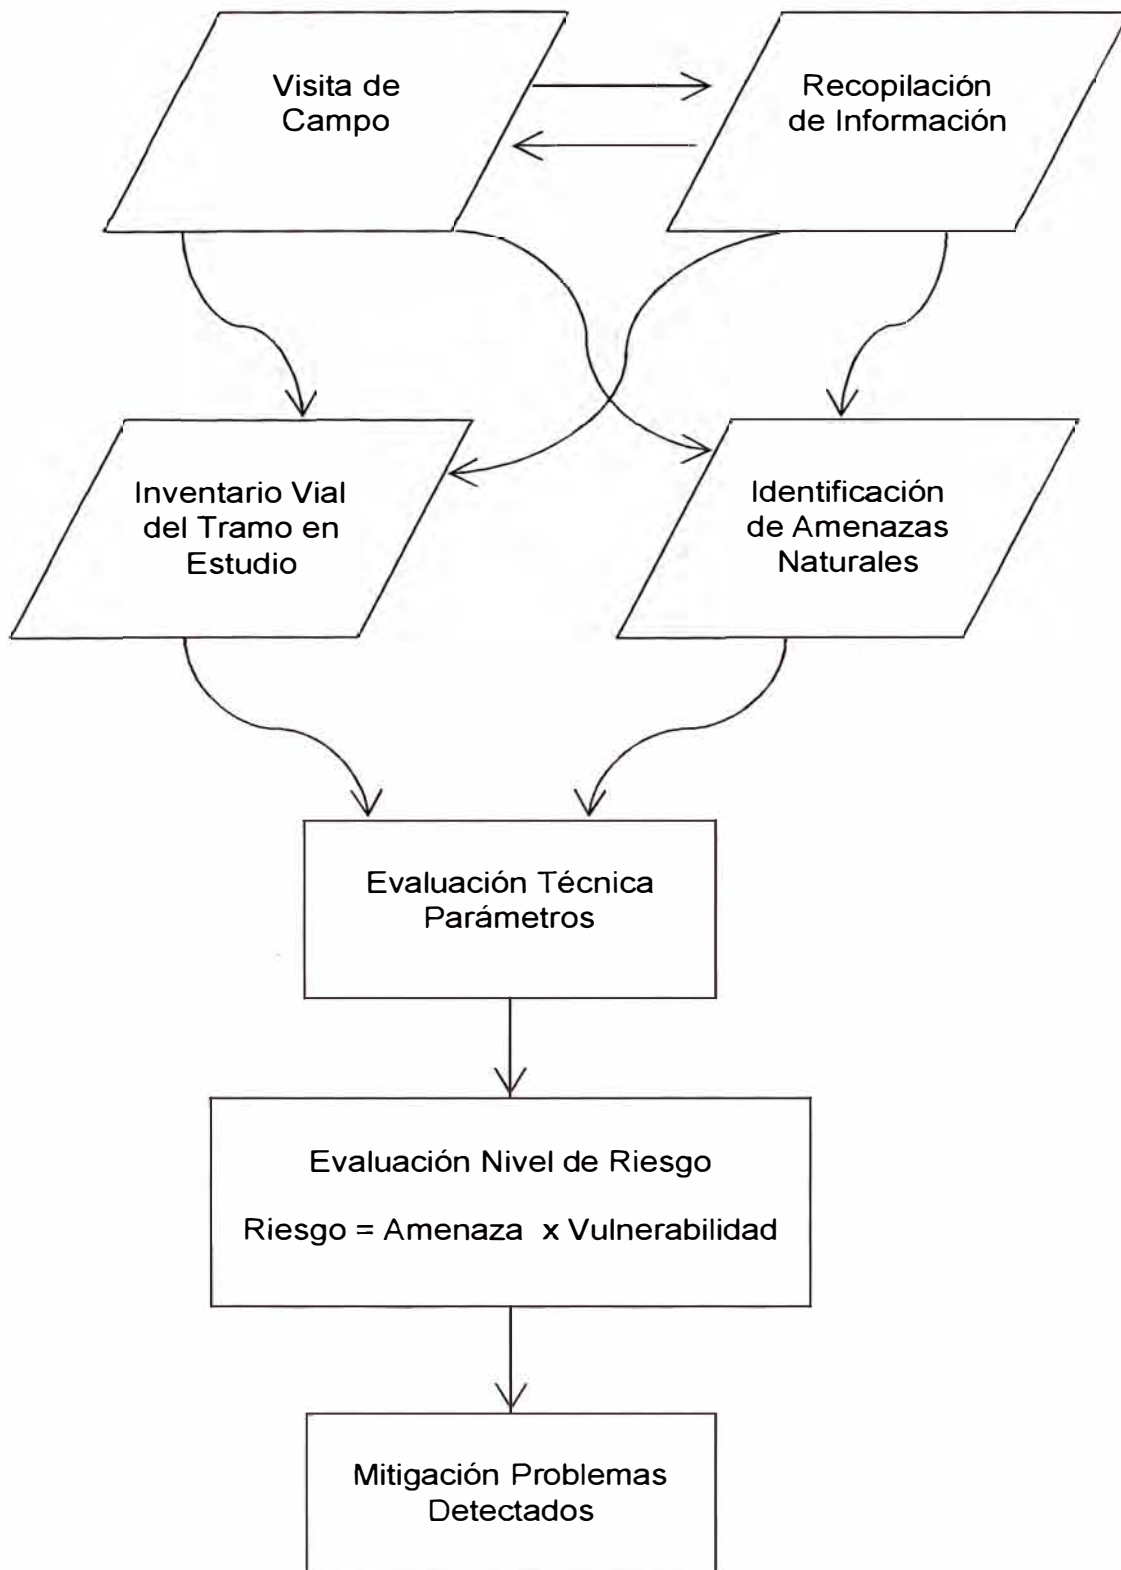 Visita de
Campo
Recopilación
de Información
Inventario Vial
del Tramo en
Estudio
Identificación
de Amenazas
Naturales
Evaluación Técnica
Parámetros
Evaluación Nivel de Riesgo
Riesgo = Amenaza x Vulnerabilidad
Mitigación Problemas
Detectados